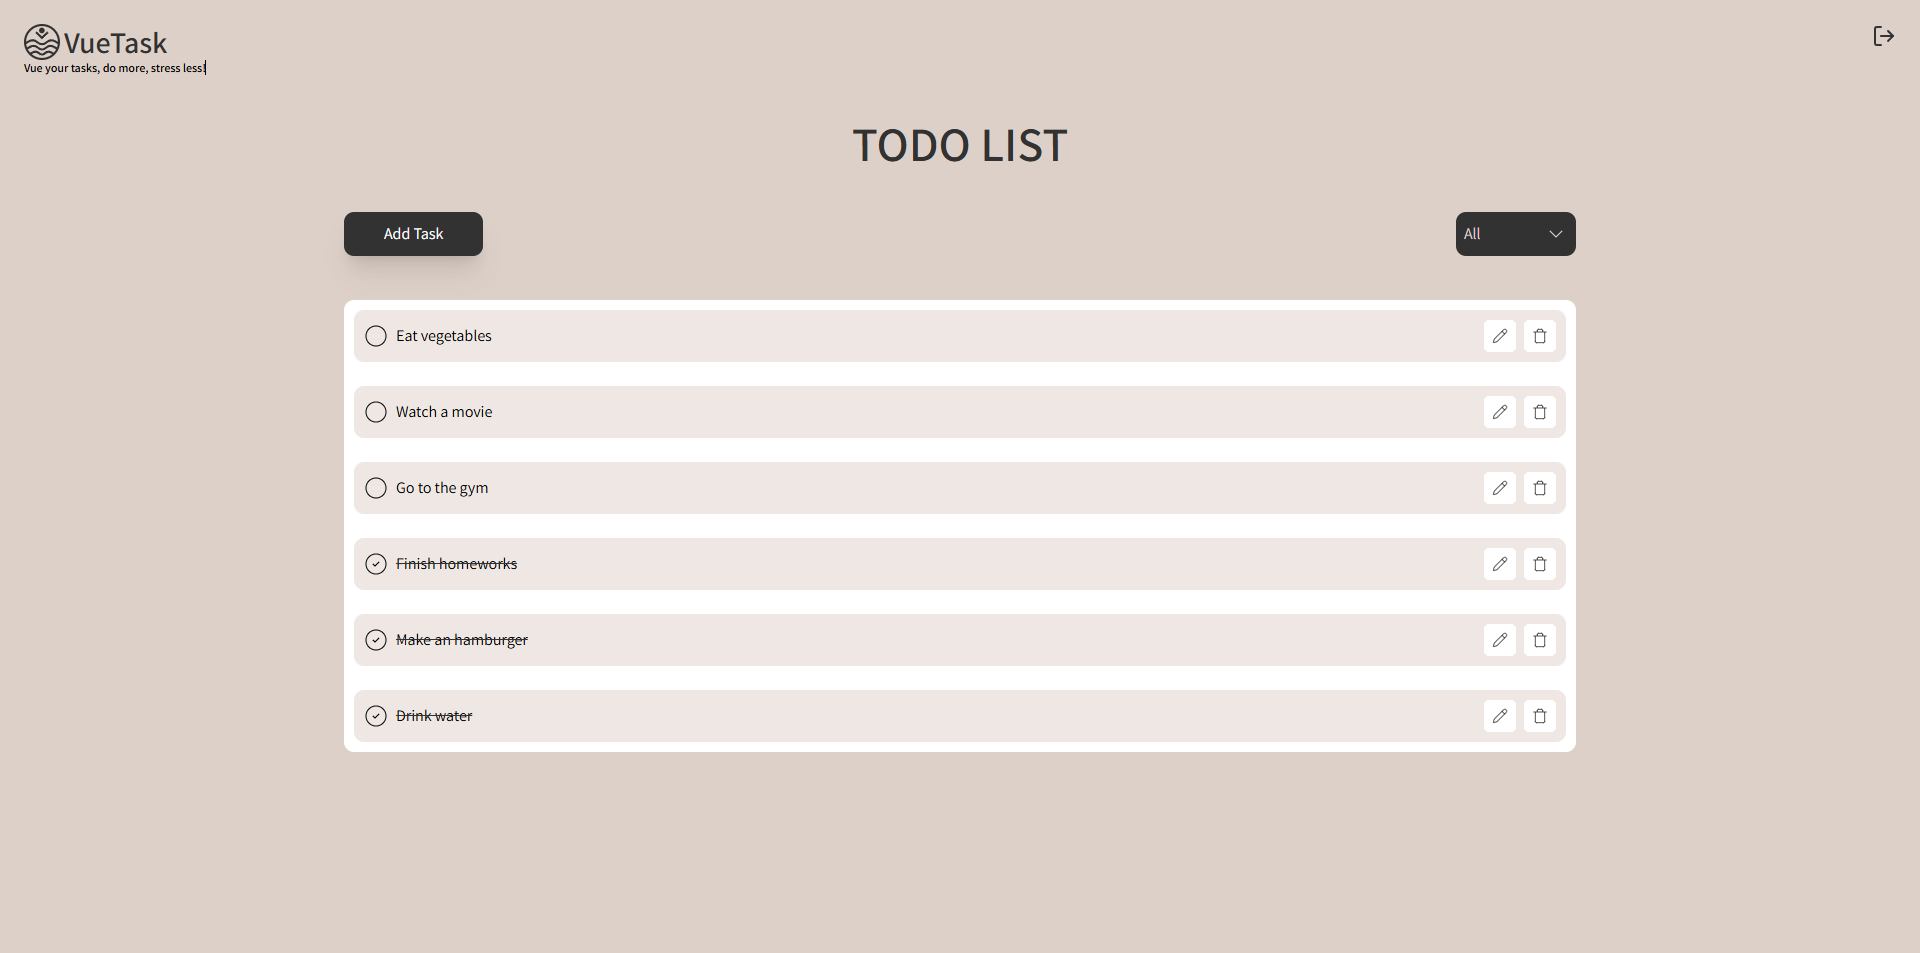 VueTask
Vue your tasks, do more, stress less!
TODO LIST
Add Task
All
Eat vegetables
Watch a movie
Go to the gym
Finish homeworks
Make an hamburger
Drink water